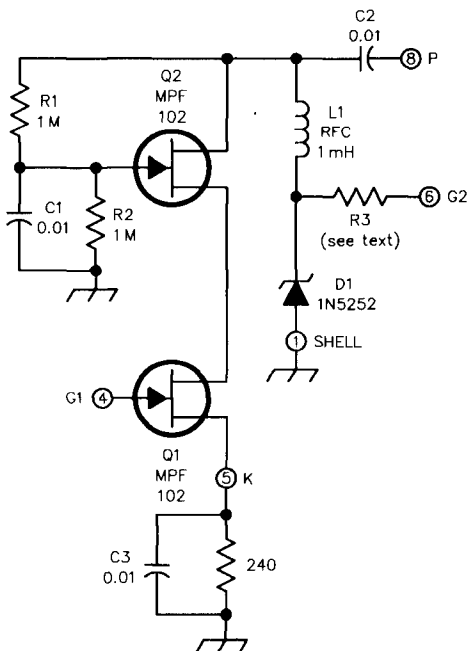 C2
0.01
8 P
Q2
MPF
102
R1
1M
L1
RFC
1mH
C1
0.01
R2
1M
6 G2
R3
(see text)
D1
1N5252
1 SHELL
G1 4
Q1
MPF
102
5 K
C3
0.01
240